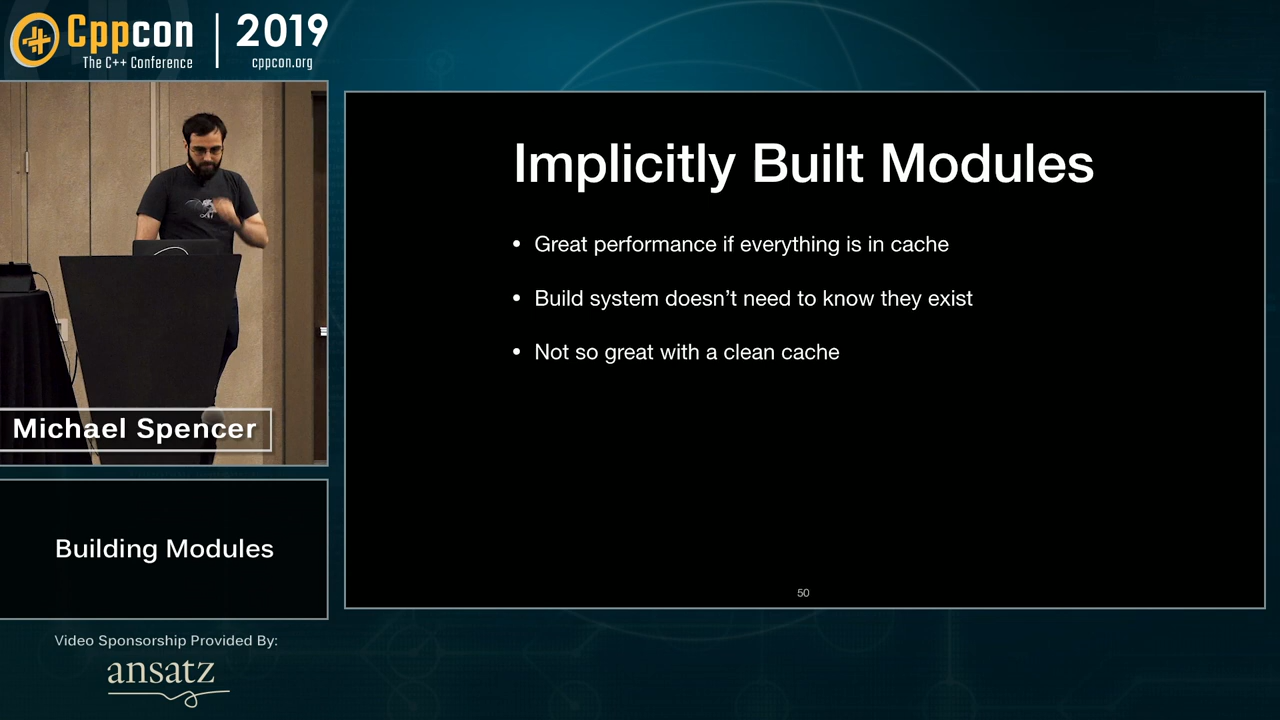 Cppcon
The C++ Conference
2019
cppcon.org
Michael Spencer
Building Modules
Video Sponsorship Provided By:
ansatz
Implicitly Built Modules
• Great performance if everything is in cache
• Build system doesn’t need to know they exist
• Not so great with a clean cache
50